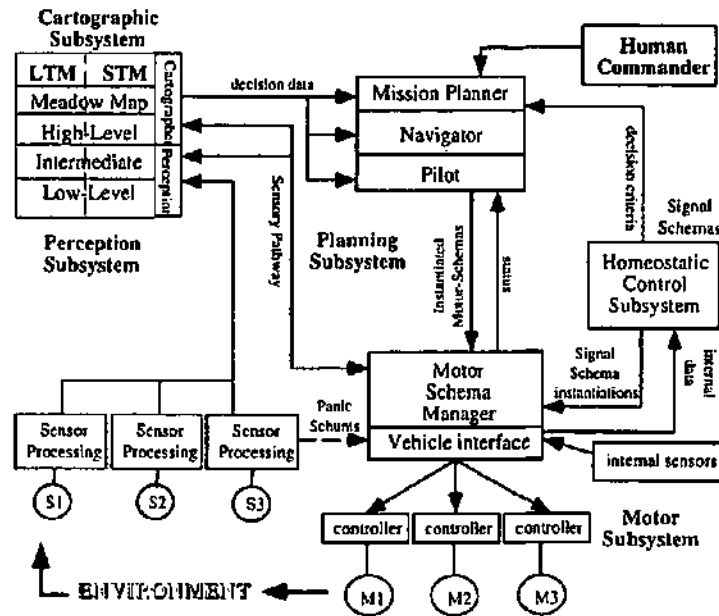 Cartographic
Subsystem
LTM STM
Meadow Map
High-Level
Intermediate
Low-Level
Cartographer
Perception
Perception
Subsystem
decision data
Mission Planner
Navigator
Pilot
Human
Commander
Sensory Pathway
Planning
Subsystem
Instantiated
Motor-Schemas
status
decision criteria
Signal
Schemas
Homeostatic
Control
Subsystem
Signal
Schema
instantiations
internal
data
Motor
Schema
Manager
Vehicle interface
Panic
Shunts
Sensor
Processing
Sensor
Processing
Sensor
Processing
S1
S2
S3
internal sensors
controller
controller
controller
Motor
Subsystem
M1
M2
M3
ENVIRONMENT